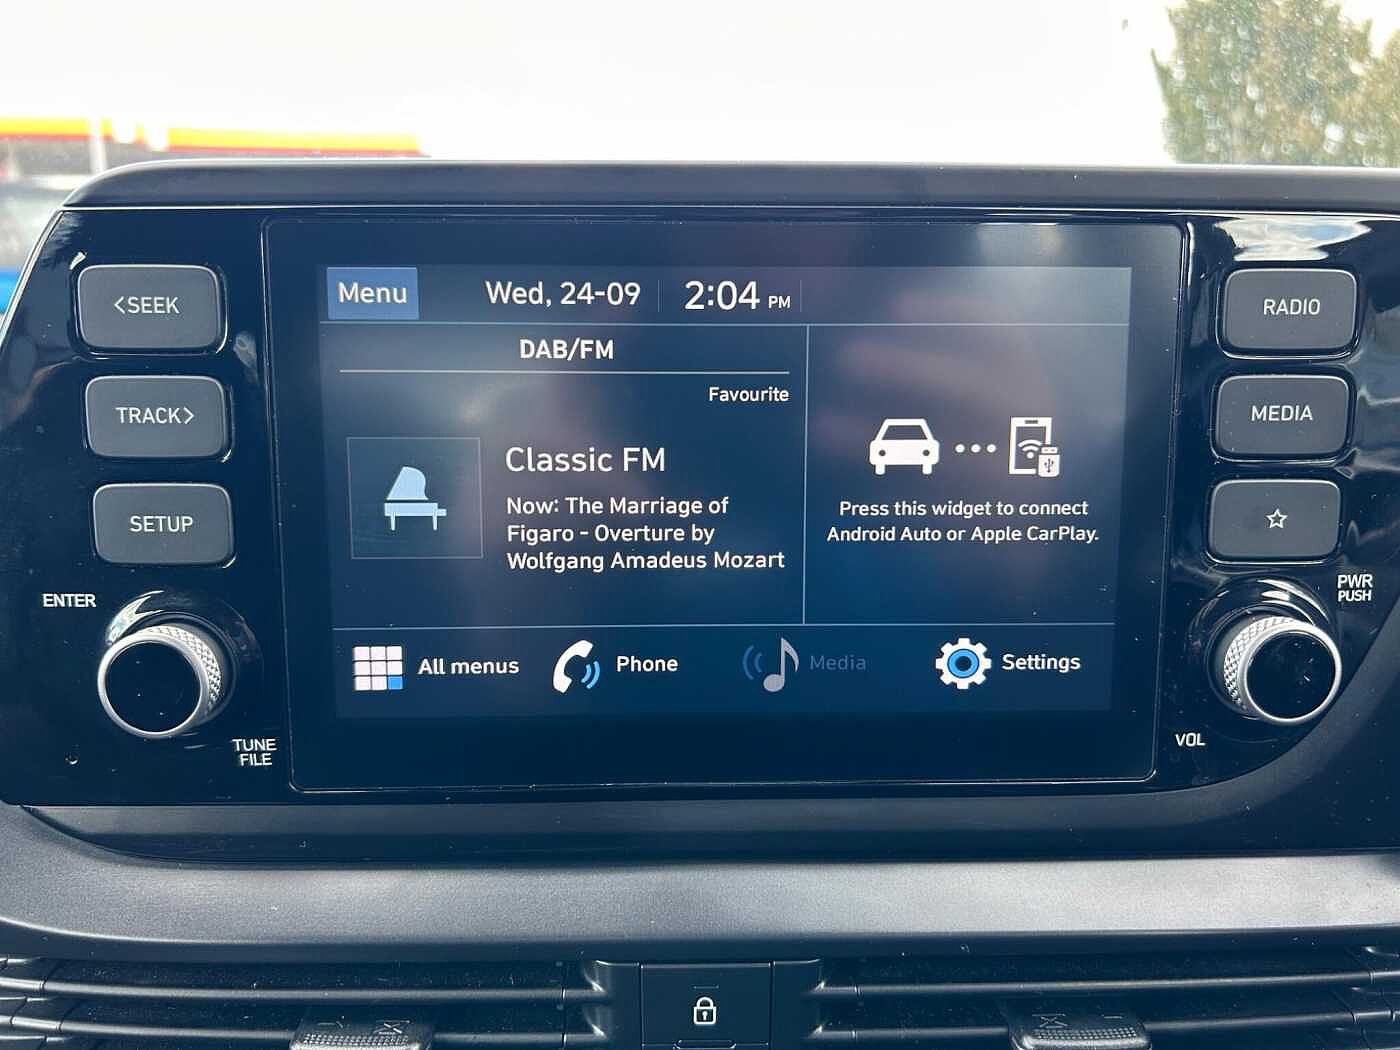 <SEEK
TRACK>
SETUP
ENTER
TUNE
FILE
Menu
Wed, 24-09
2:04 PM
DAB/FM
Favourite
Classic FM
Now: The Marriage of
Figaro - Overture by
Wolfgang Amadeus Mozart
Press this widget to connect
Android Auto or Apple CarPlay.
All menus
Phone
Media
Settings
RADIO
MEDIA
PWR
PUSH
VOL